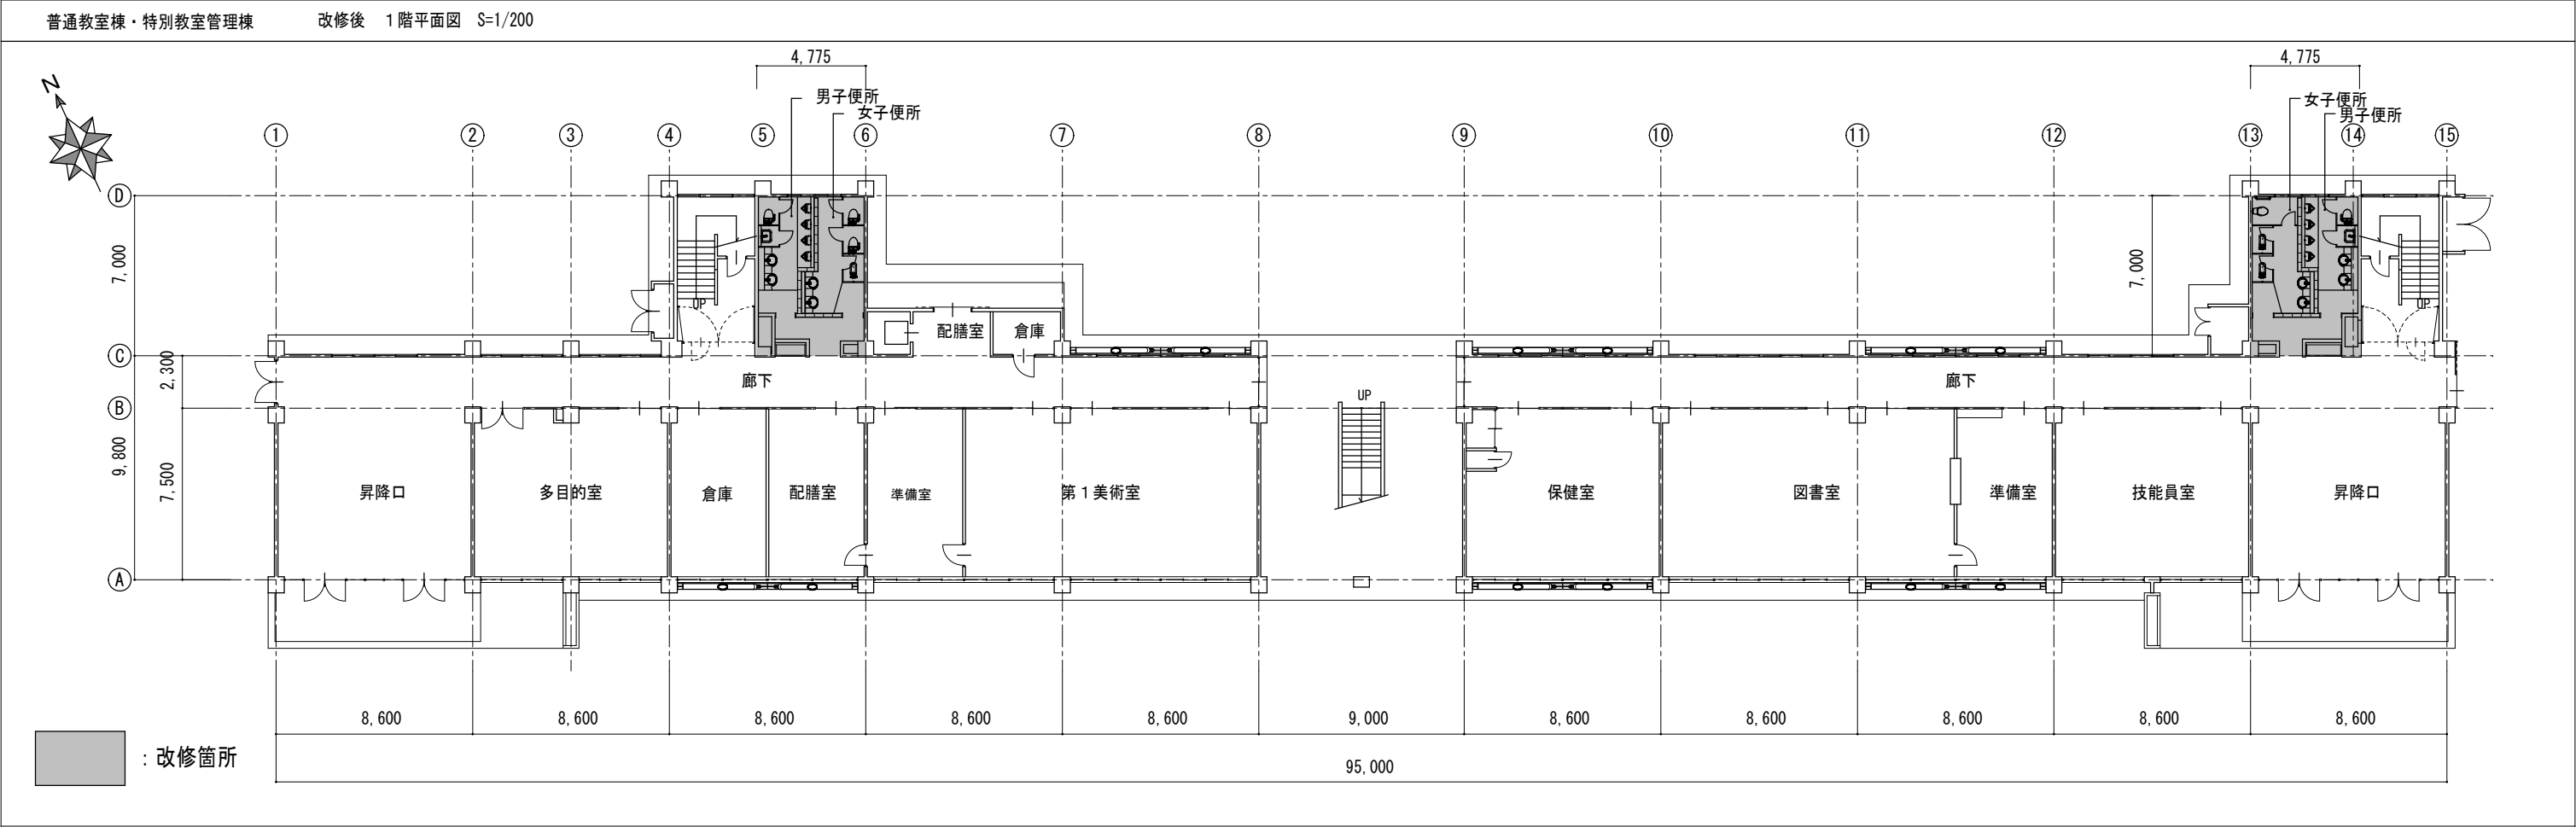 普通教室棟・特別教室管理棟　改修後　１階平面図　S=1/200
4,775
4,775
N
男子便所
女子便所
女子便所
男子便所
① ② ③ ④ ⑤ ⑥ ⑦ ⑧ ⑨ ⑩ ⑪ ⑫ ⑬ ⑭ ⑮
D
7,000
7,000
UP
UP
配膳室
倉庫
C
2,300
廊下
廊下
UP
B
9,800
7,500
昇降口
多目的室
倉庫
配膳室
準備室
第１美術室
保健室
図書室
準備室
技能員室
昇降口
A
8,600
8,600
8,600
8,600
8,600
9,000
8,600
8,600
8,600
8,600
8,600
：改修箇所
95,000